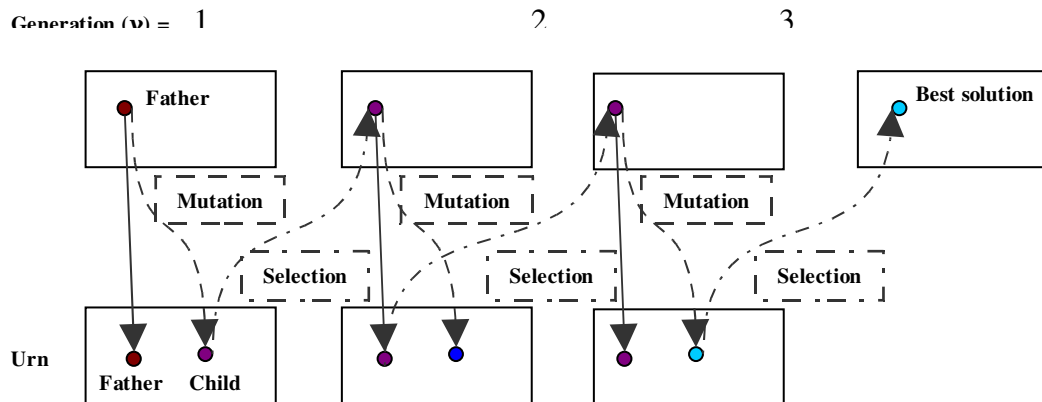 Generation (ν) = 1 2 3
Father
Best solution
Mutation Mutation Mutation
Selection Selection Selection
Urn
Father Child